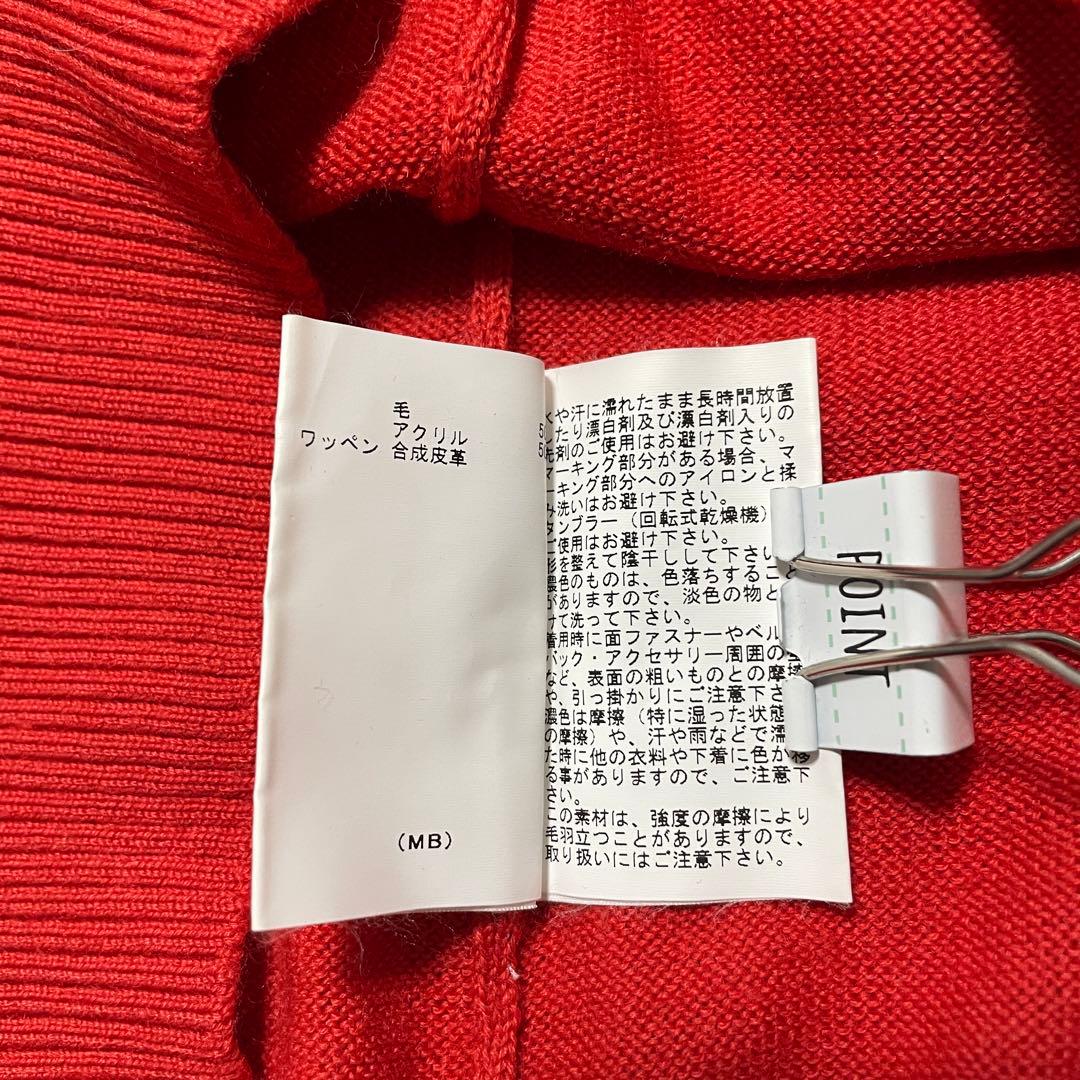 毛 5
アクリル 5
ワッペン 合成皮革
(MB)
や汗に濡れたまま長時間放置
したり漂白剤及び漂白剤入りの
洗剤のご使用はお避け下さい。
マーキング部分がある場合、マ
ーキング部分へのアイロンと揉
み洗いはお避け下さい。
タンブラー（回転式乾燥機）
ご使用はお避け下さい。
形を整えて陰干しして下さい
濃色のものは、色落ちするこ
がありますので、淡色の物と
けて洗って下さい。
着用時に面ファスナーやベル
バック・アクセサリー周囲の
など、表面の粗いものとの摩擦
や、引っ掛かりにご注意下さ
濃色は摩擦（特に湿った状態
の摩擦）や、汗や雨などで濡
た時に他の衣料や下着に色が移
る事がありますので、ご注意下
さい。
この素材は、強度の摩擦により
毛羽立つことがありますので、
取り扱いにはご注意下さい。
POINT